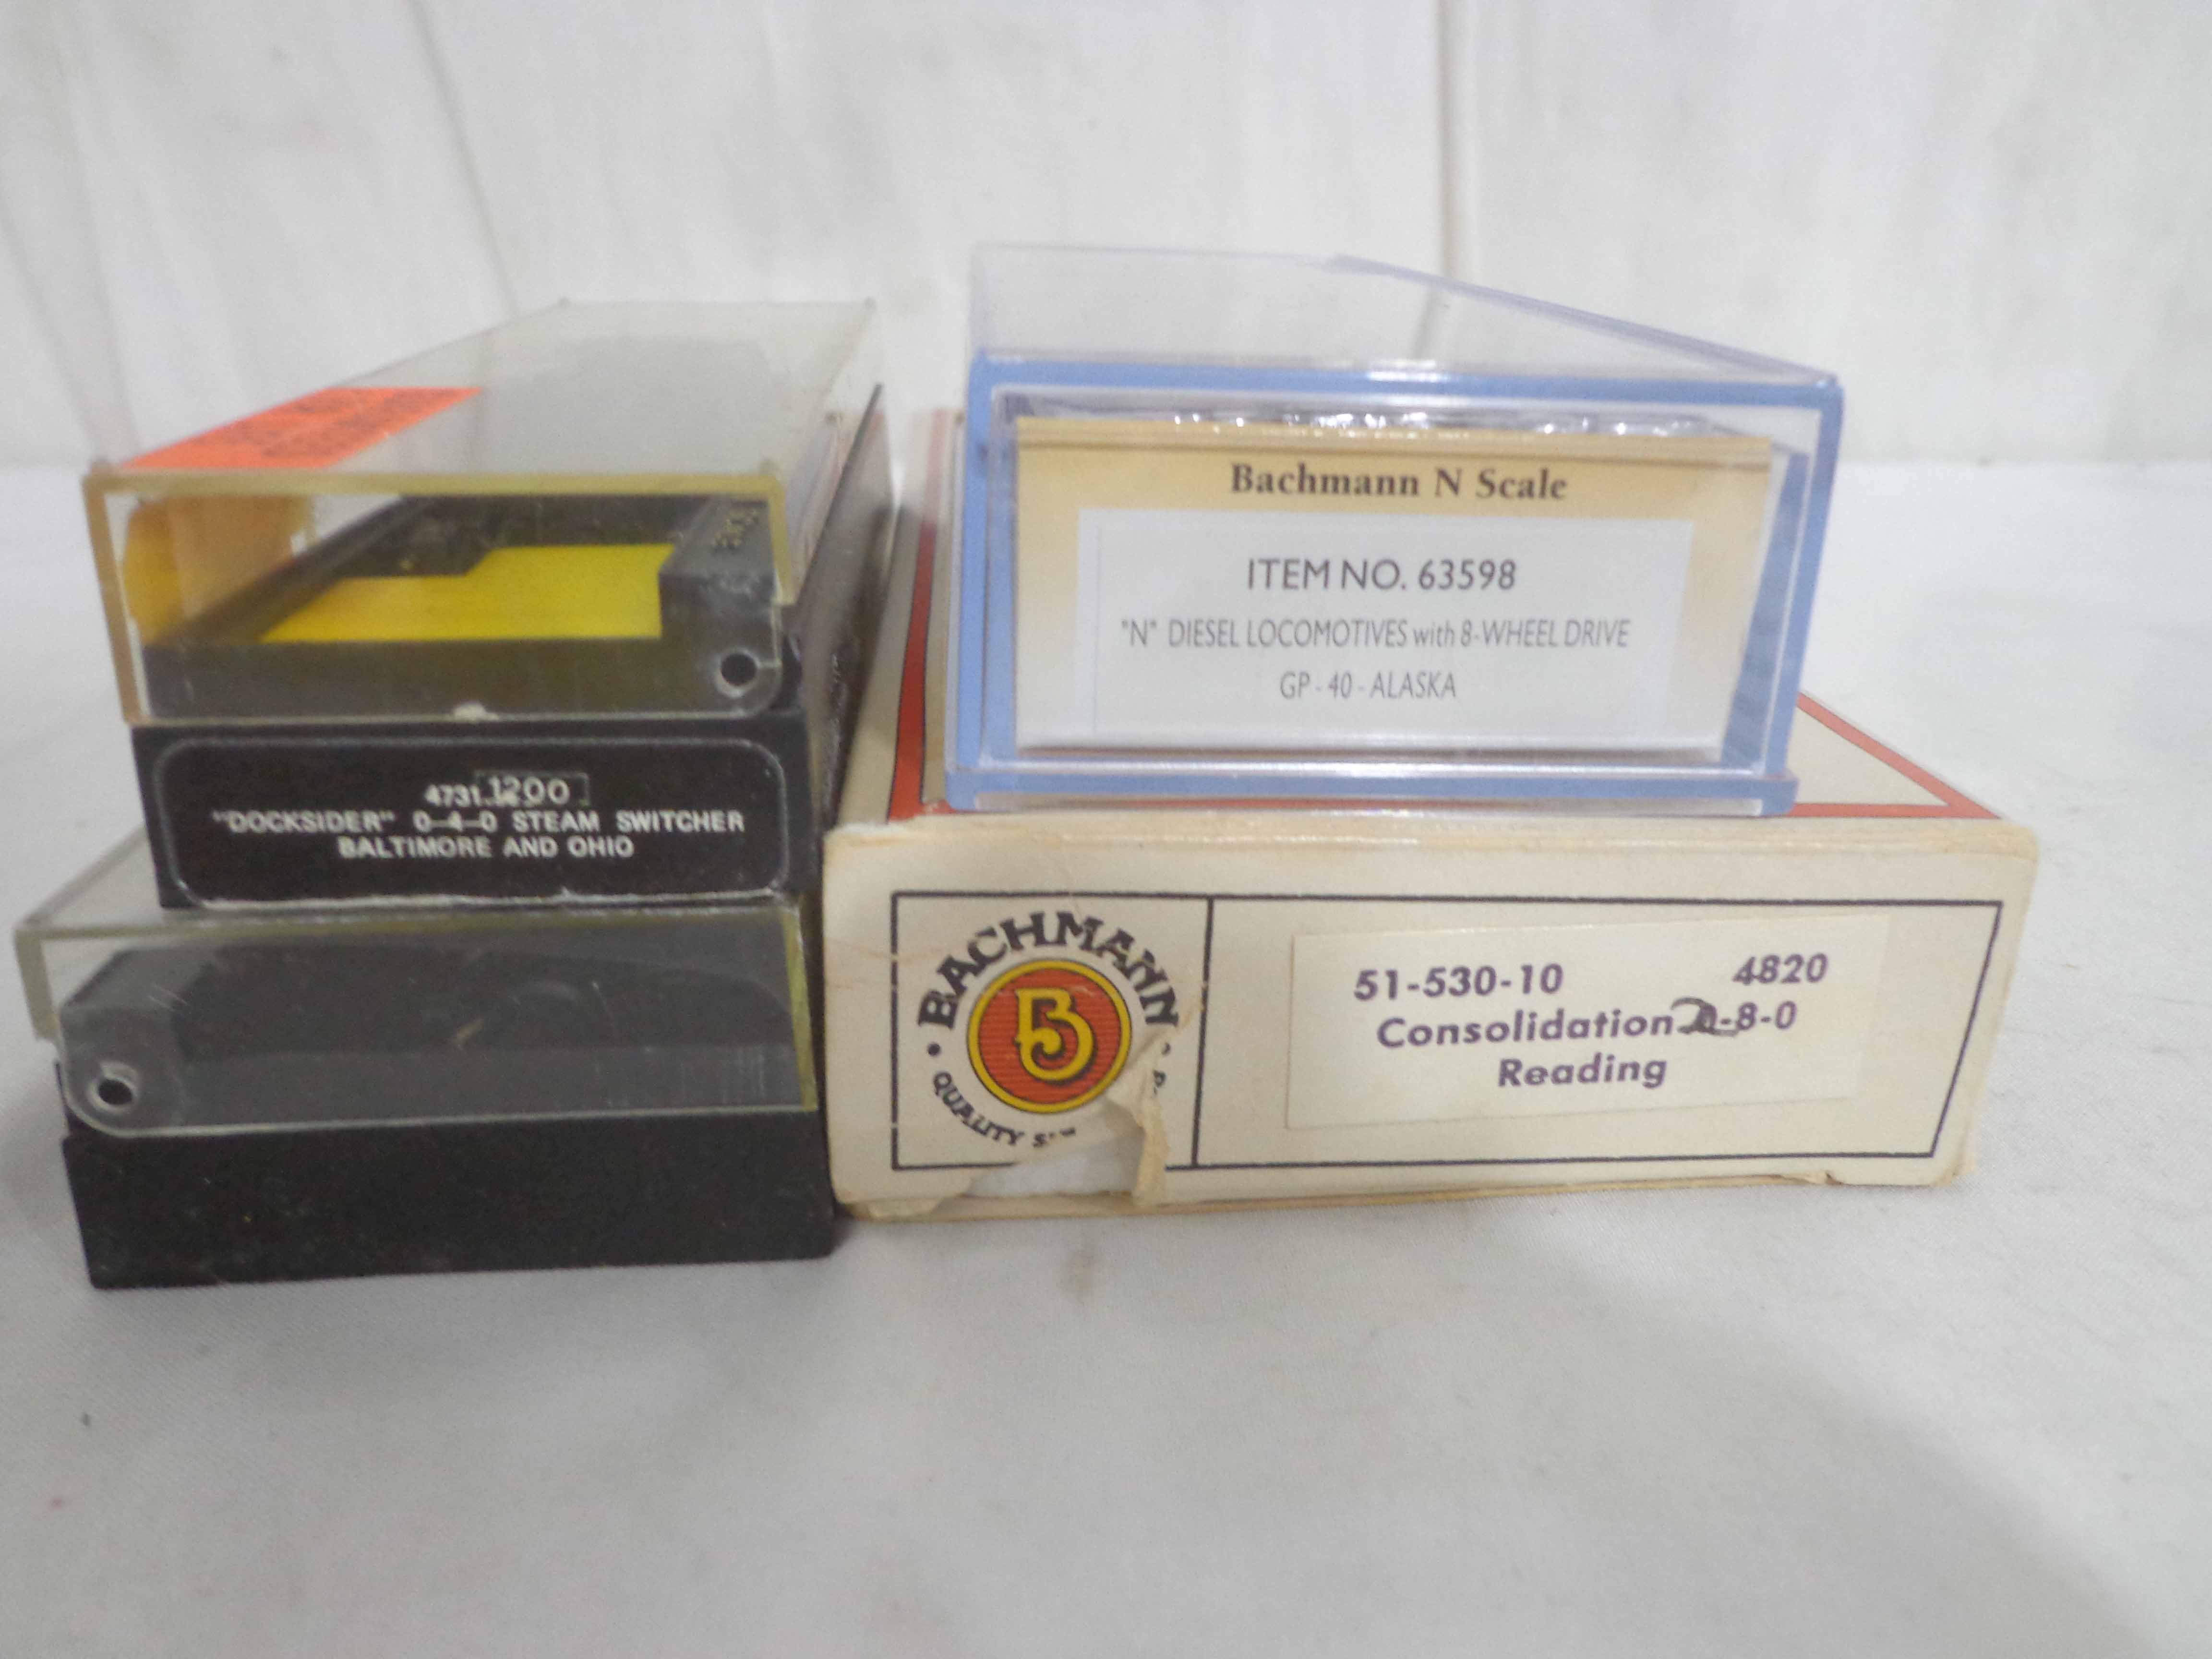 4731 1200
"DOCKSIDER" 0-4-0 STEAM SWITCHER
BALTIMORE AND OHIO
Bachmann N Scale
ITEM NO. 63598
"N" DIESEL LOCOMOTIVES with 8-WHEEL DRIVE
GP - 40 - ALASKA
BACHMANN
B
QUALITY
51-530-10 4820
Consolidation 2-8-0
Reading